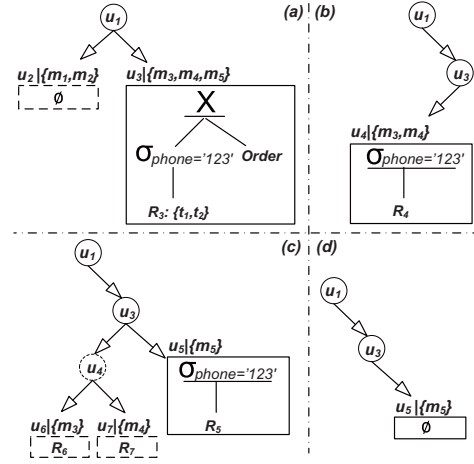 (a)
u1
u2|{m1,m2}
∅
u3|{m3,m4,m5}
X
σphone='123'
Order
R3: {t1,t2}
(b)
u1
u3
u4|{m3,m4}
σphone='123'
R4
(c)
u1
u3
u4
u5|{m5}
σphone='123'
R5
u6|{m3}
u7|{m4}
R6
R7
(d)
u1
u3
u5|{m5}
∅